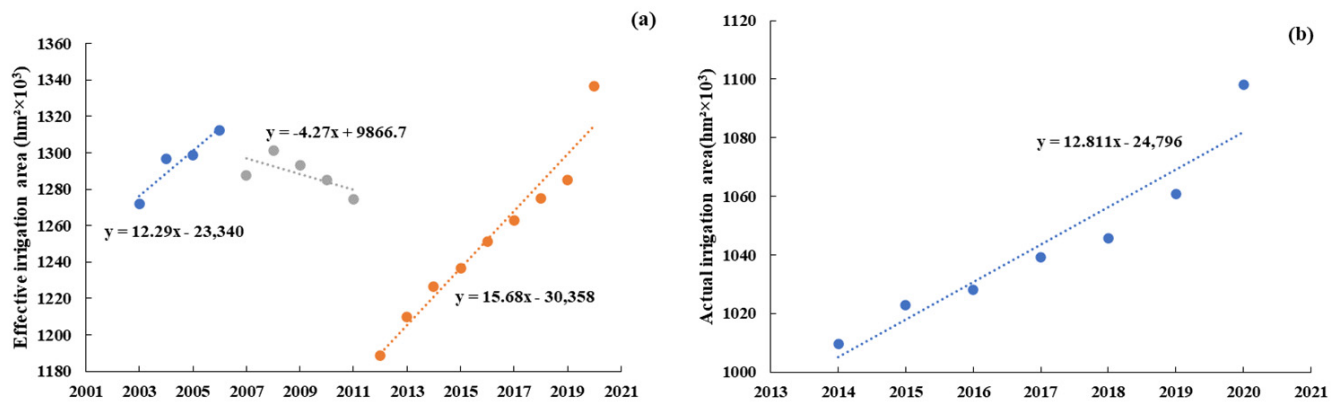 (a)
Effective irrigation area (hm²×10³)
1360
1340
1320
1300
1280
1260
1240
1220
1200
1180
2001 2003 2005 2007 2009 2011 2013 2015 2017 2019 2021
y = -4.27x + 9866.7
y = 12.29x - 23,340
y = 15.68x - 30,358
(b)
Actual irrigation area(hm²×10³)
1120
1100
1080
1060
1040
1020
1000
2013 2014 2015 2016 2017 2018 2019 2020 2021
y = 12.811x - 24,796